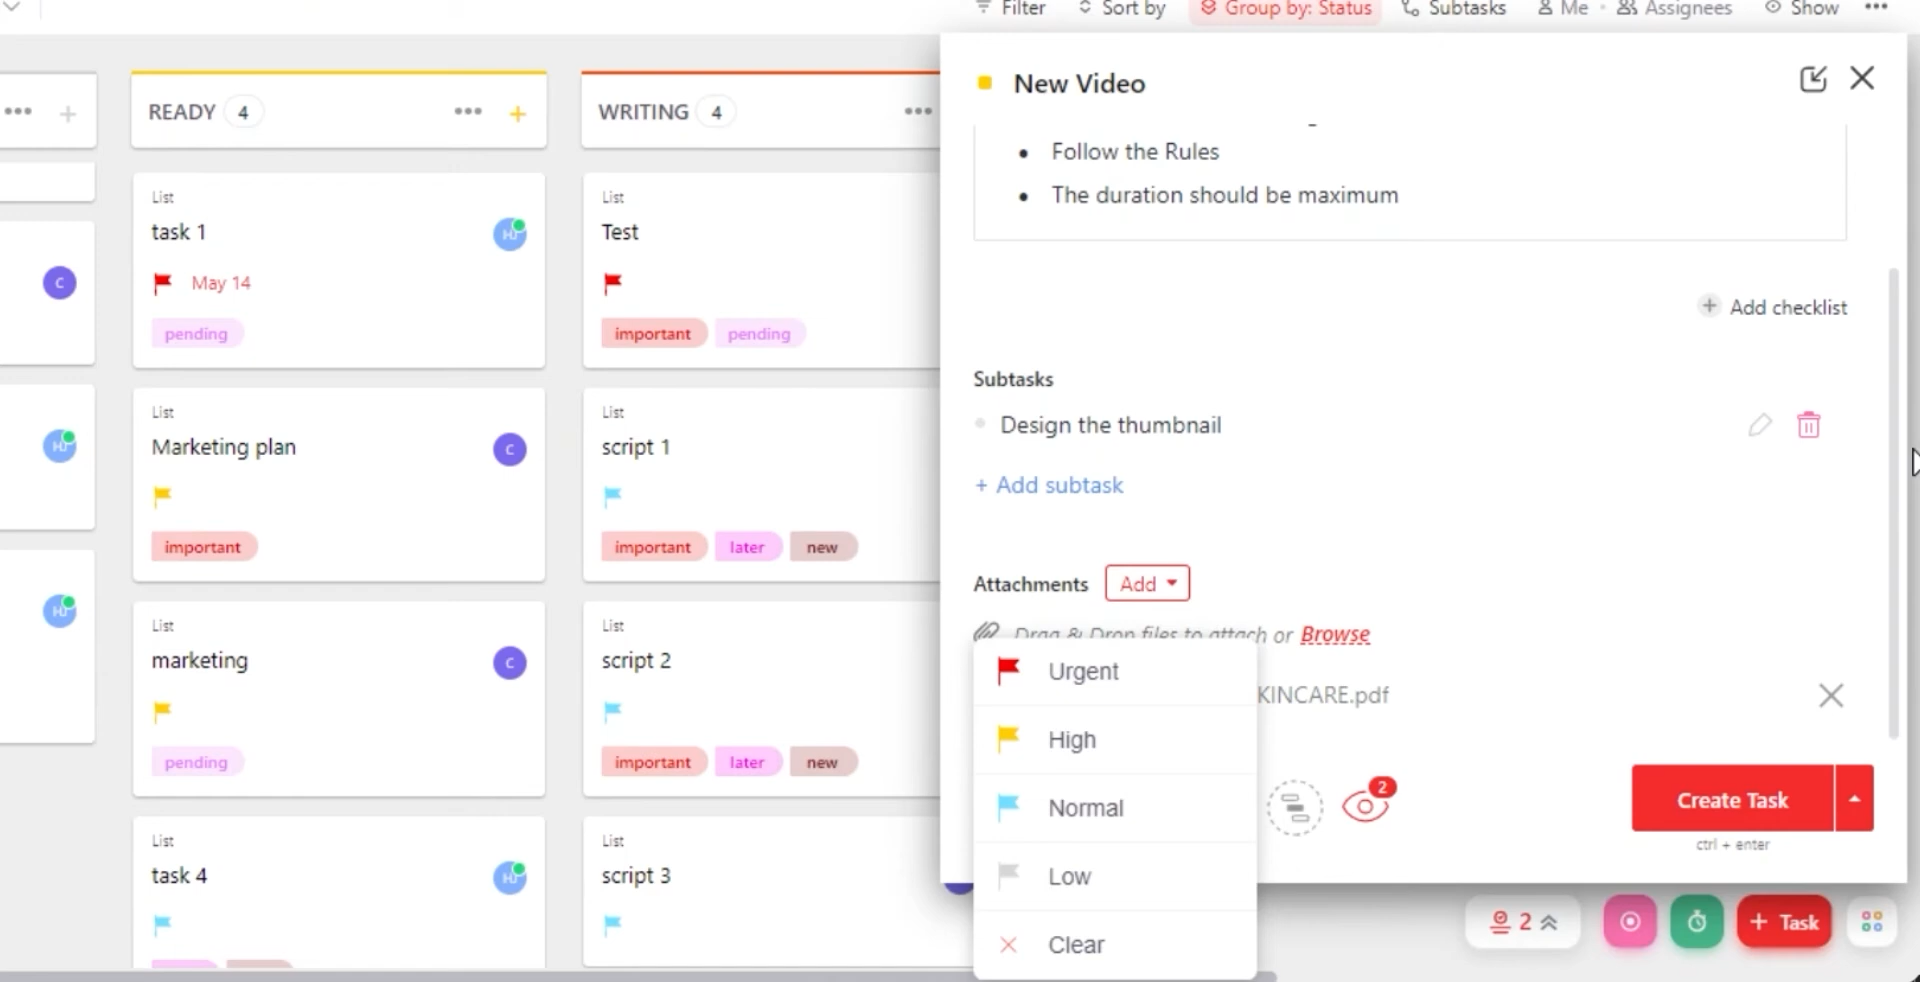 Filter Sort by Group by: Status Subtasks Me • Assignees Show
READY 4
List
task 1
May 14
pending
List
Marketing plan
C
important
List
marketing
C
pending
List
task 4
C
WRITING 4
List
Test
important pending
List
script 1
important later new
List
script 2
important later new
List
script 3
New Video
Follow the Rules
The duration should be maximum
+ Add checklist
Subtasks
Design the thumbnail
+ Add subtask
Attachments Add
Drag & Drop files to attach or Browse
KINCARE.pdf
Urgent
High
Normal
Low
Clear
2
Create Task
ctrl + enter
2
+ Task